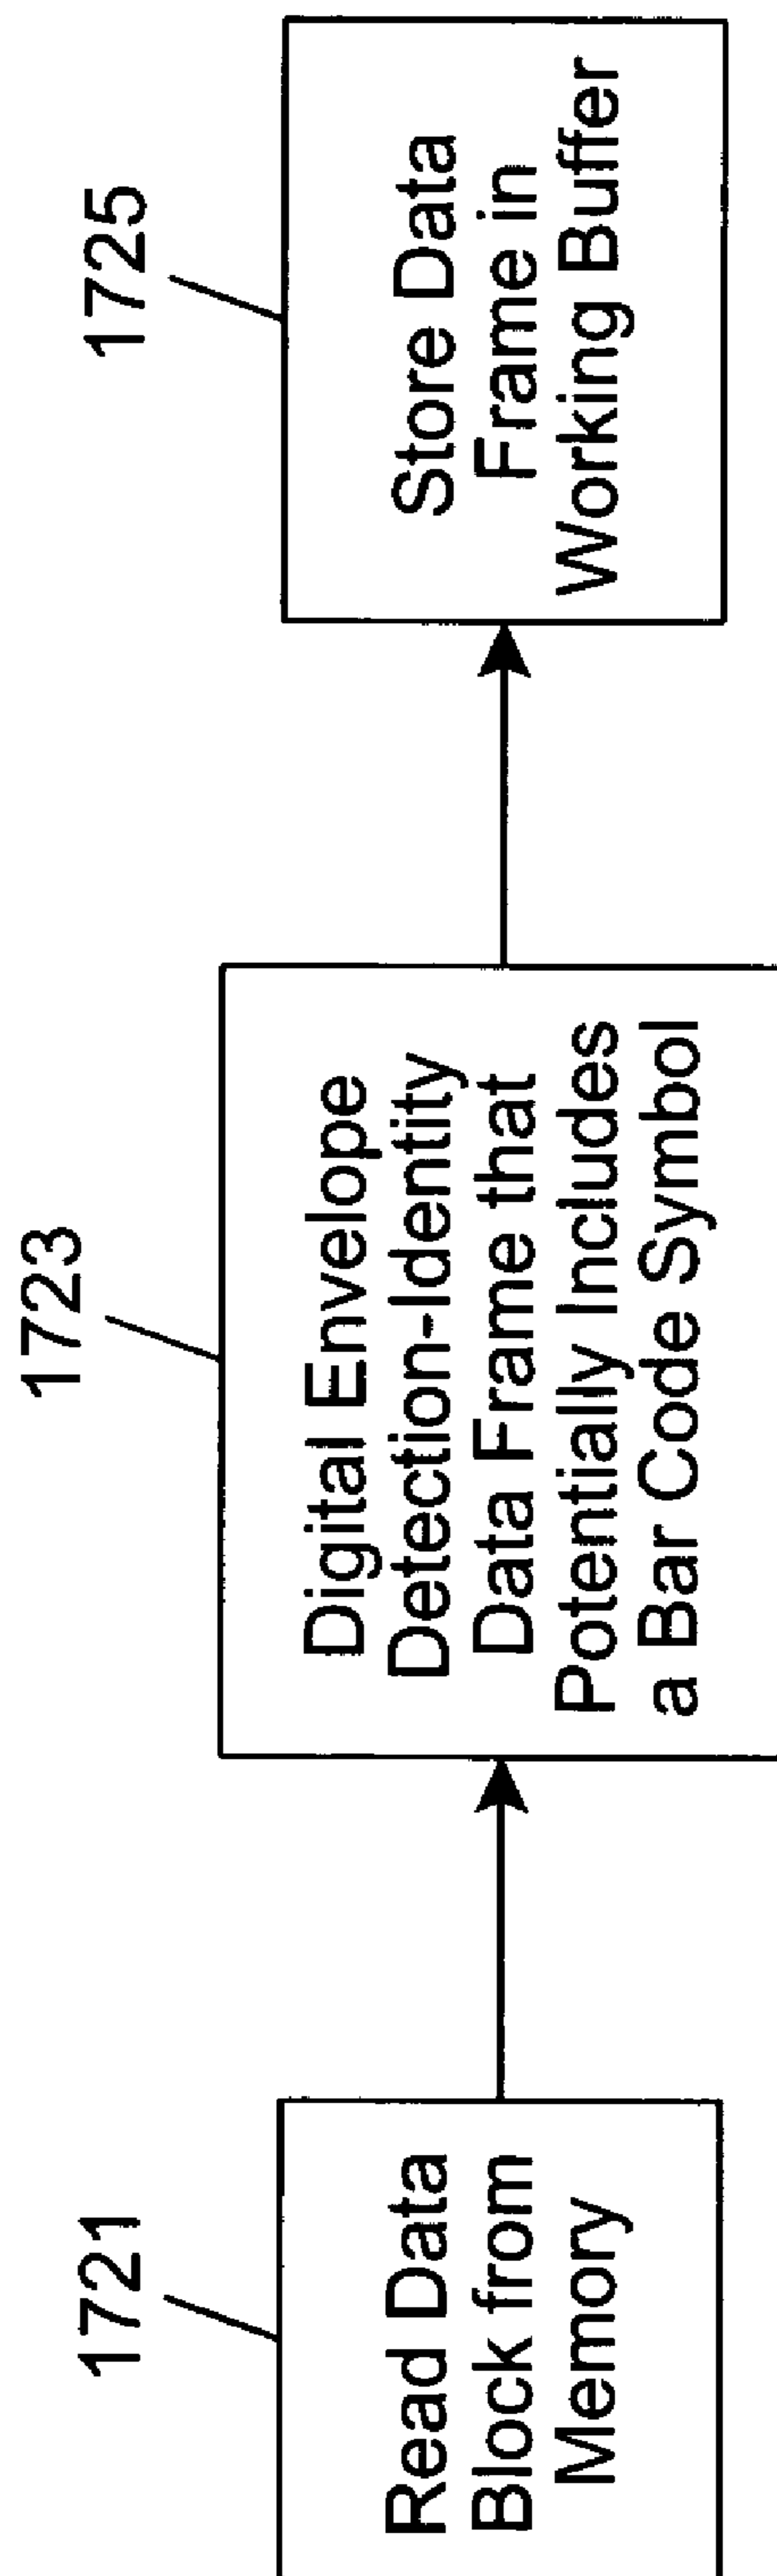 1721
Read Data
Block from
Memory
1723
Digital Envelope
Detection-Identity
Data Frame that
Potentially Includes
a Bar Code Symbol
1725
Store Data
Frame in
Working Buffer